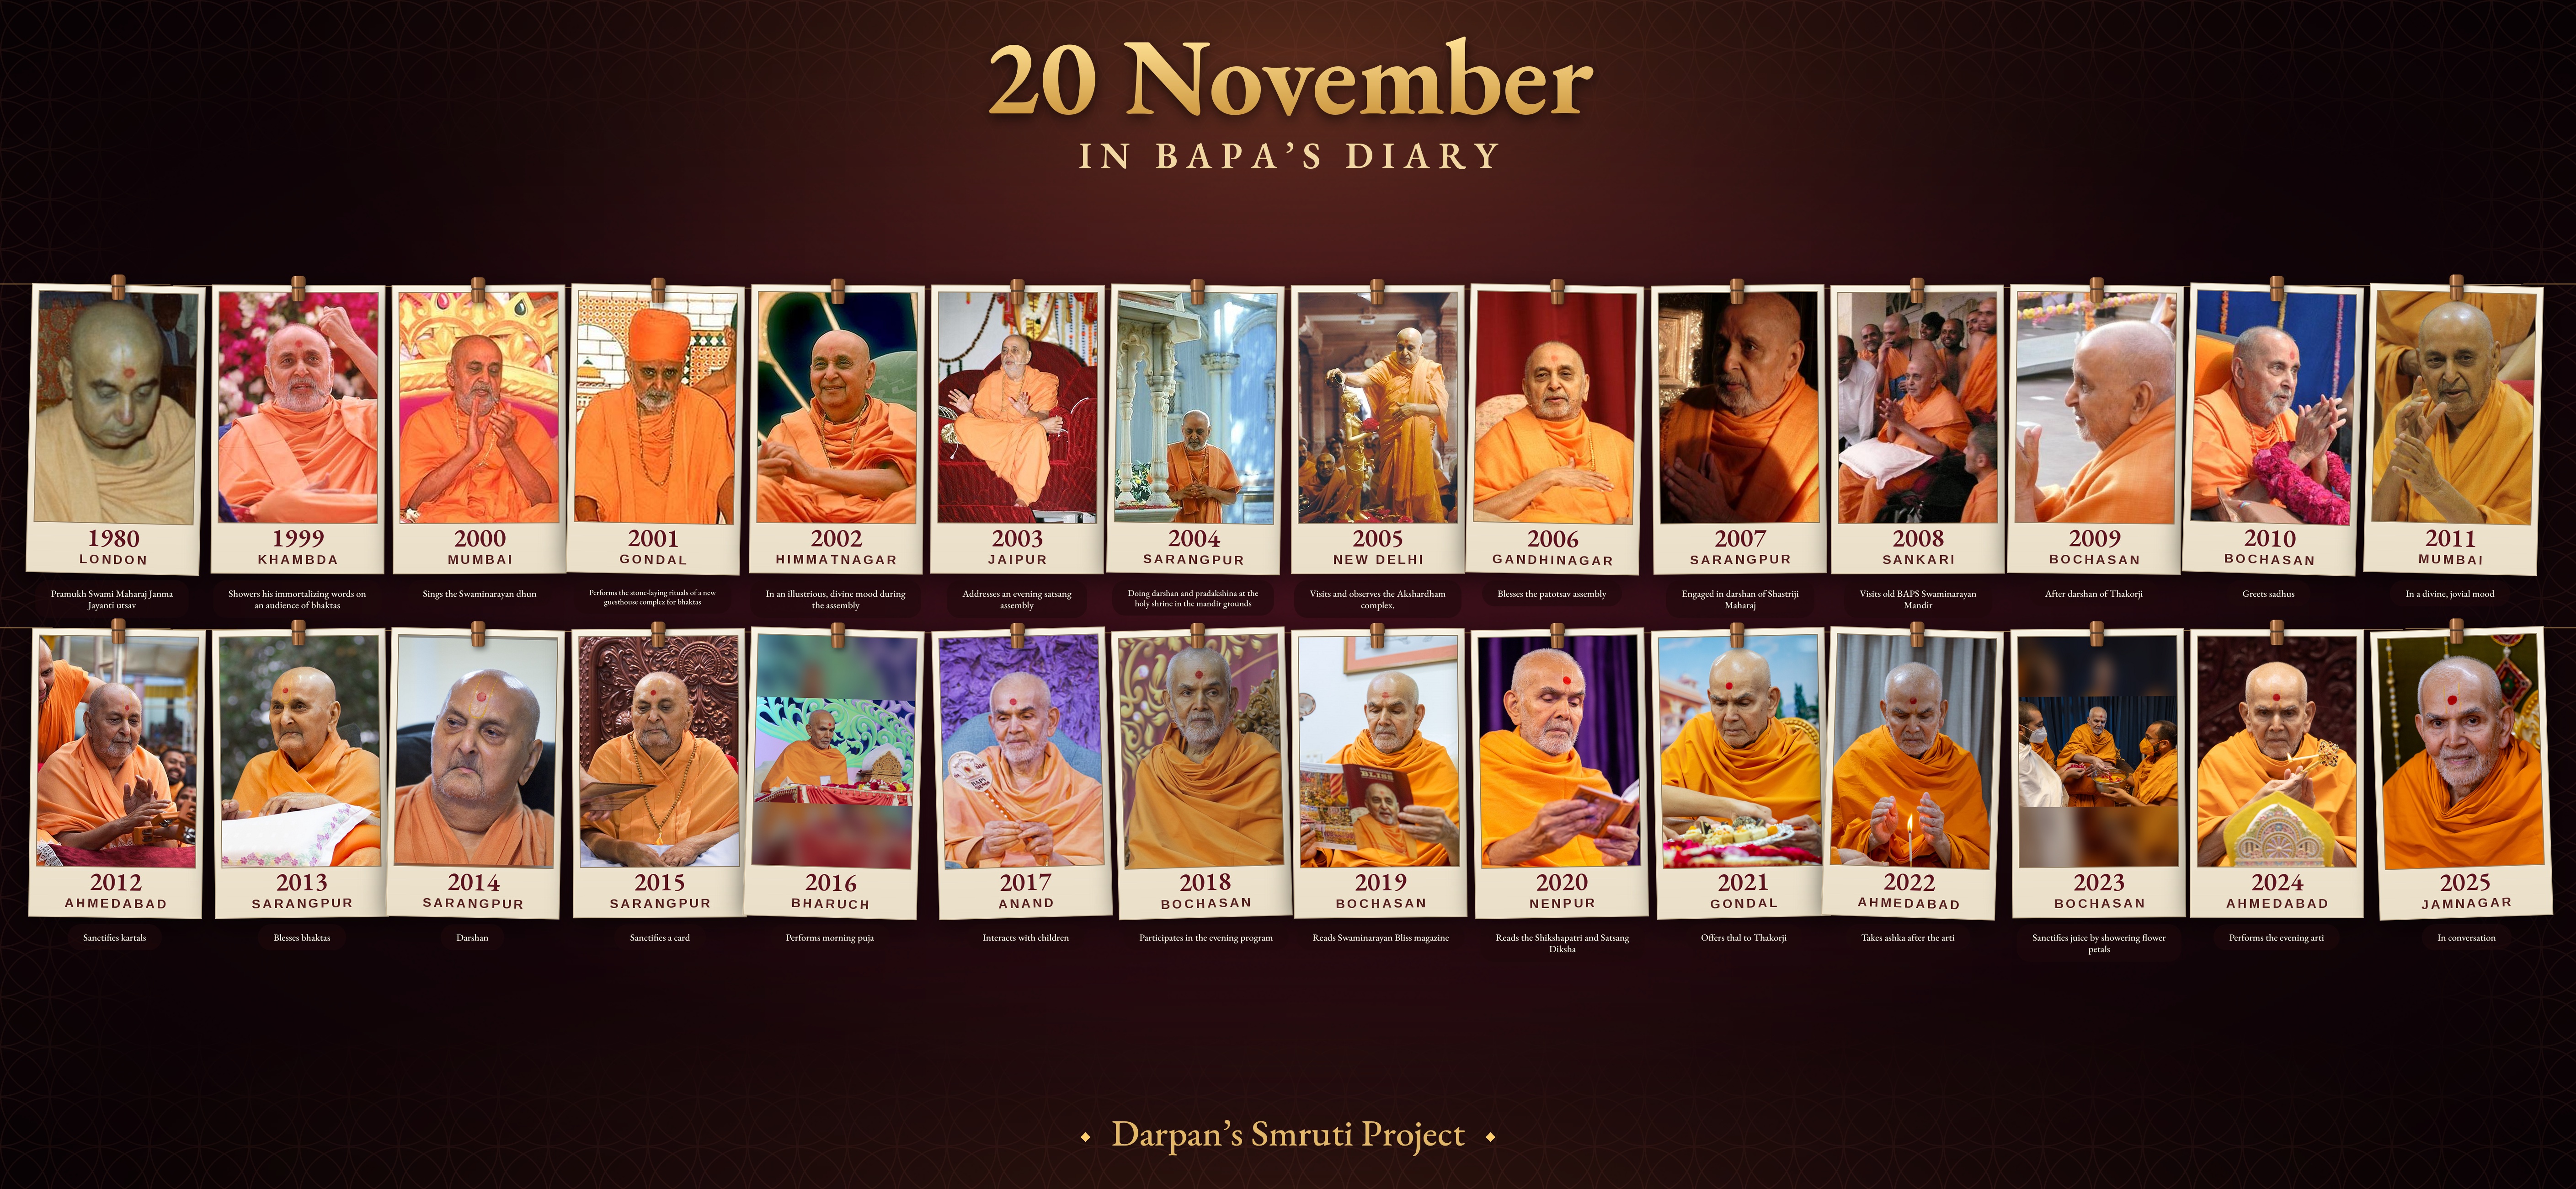 20 November
IN BAPA’S DIARY
1980
LONDON
Pramukh Swami Maharaj Janma
Jayanti utsav
1999
KHAMBDA
Showers his immortalizing words on
an audience of bhaktas
2000
MUMBAI
Sings the Swaminarayan dhun
2001
GONDAL
Performs the stone-laying rituals of a new
guesthouse complex for bhaktas
2002
HIMMATNAGAR
In an illustrious, divine mood during
the assembly
2003
JAIPUR
Addresses an evening satsang
assembly
2004
SARANGPUR
Doing darshan and pradakshina at the
holy shrine in the mandir grounds
2005
NEW DELHI
Visits and observes the Akshardham
complex.
2006
GANDHINAGAR
Blesses the patotsav assembly
2007
SARANGPUR
Engaged in darshan of Shastriji
Maharaj
2008
SANKARI
Visits old BAPS Swaminarayan
Mandir
2009
BOCHASAN
After darshan of Thakorji
2010
BOCHASAN
Greets sadhus
2011
MUMBAI
In a divine, jovial mood
2012
AHMEDABAD
Sanctifies kartals
2013
SARANGPUR
Blesses bhaktas
2014
SARANGPUR
Darshan
2015
SARANGPUR
Sanctifies a card
2016
BHARUCH
Performs morning puja
2017
ANAND
Interacts with children
2018
BOCHASAN
Participates in the evening program
BLISS
2019
BOCHASAN
Reads Swaminarayan Bliss magazine
2020
NENPUR
Reads the Shikshapatri and Satsang
Diksha
2021
GONDAL
Offers thal to Thakorji
2022
AHMEDABAD
Takes ashka after the arti
2023
BOCHASAN
Sanctifies juice by showering flower
petals
2024
AHMEDABAD
Performs the evening arti
2025
JAMNAGAR
In conversation
Darpan’s Smruti Project